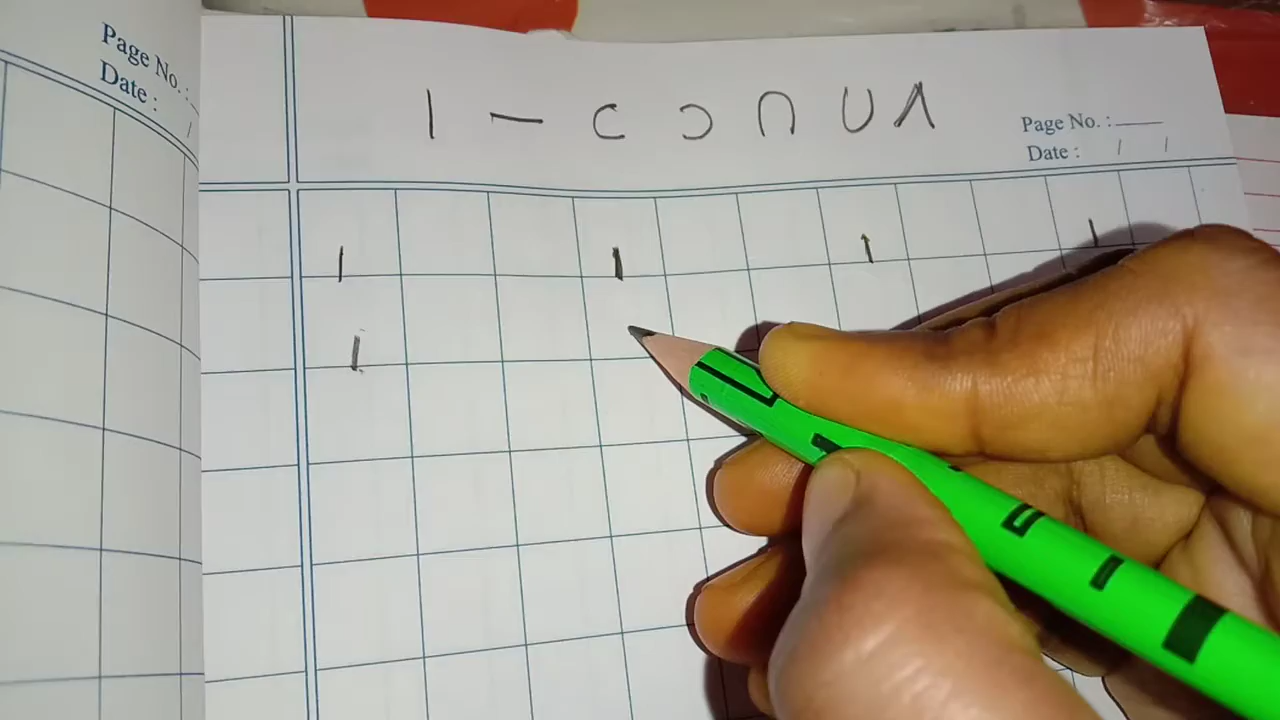 Page No. :
Date :
| — ⊂ ⊃ ∩ ∪ Λ
Page No. :
Date : / /
| | | |
|